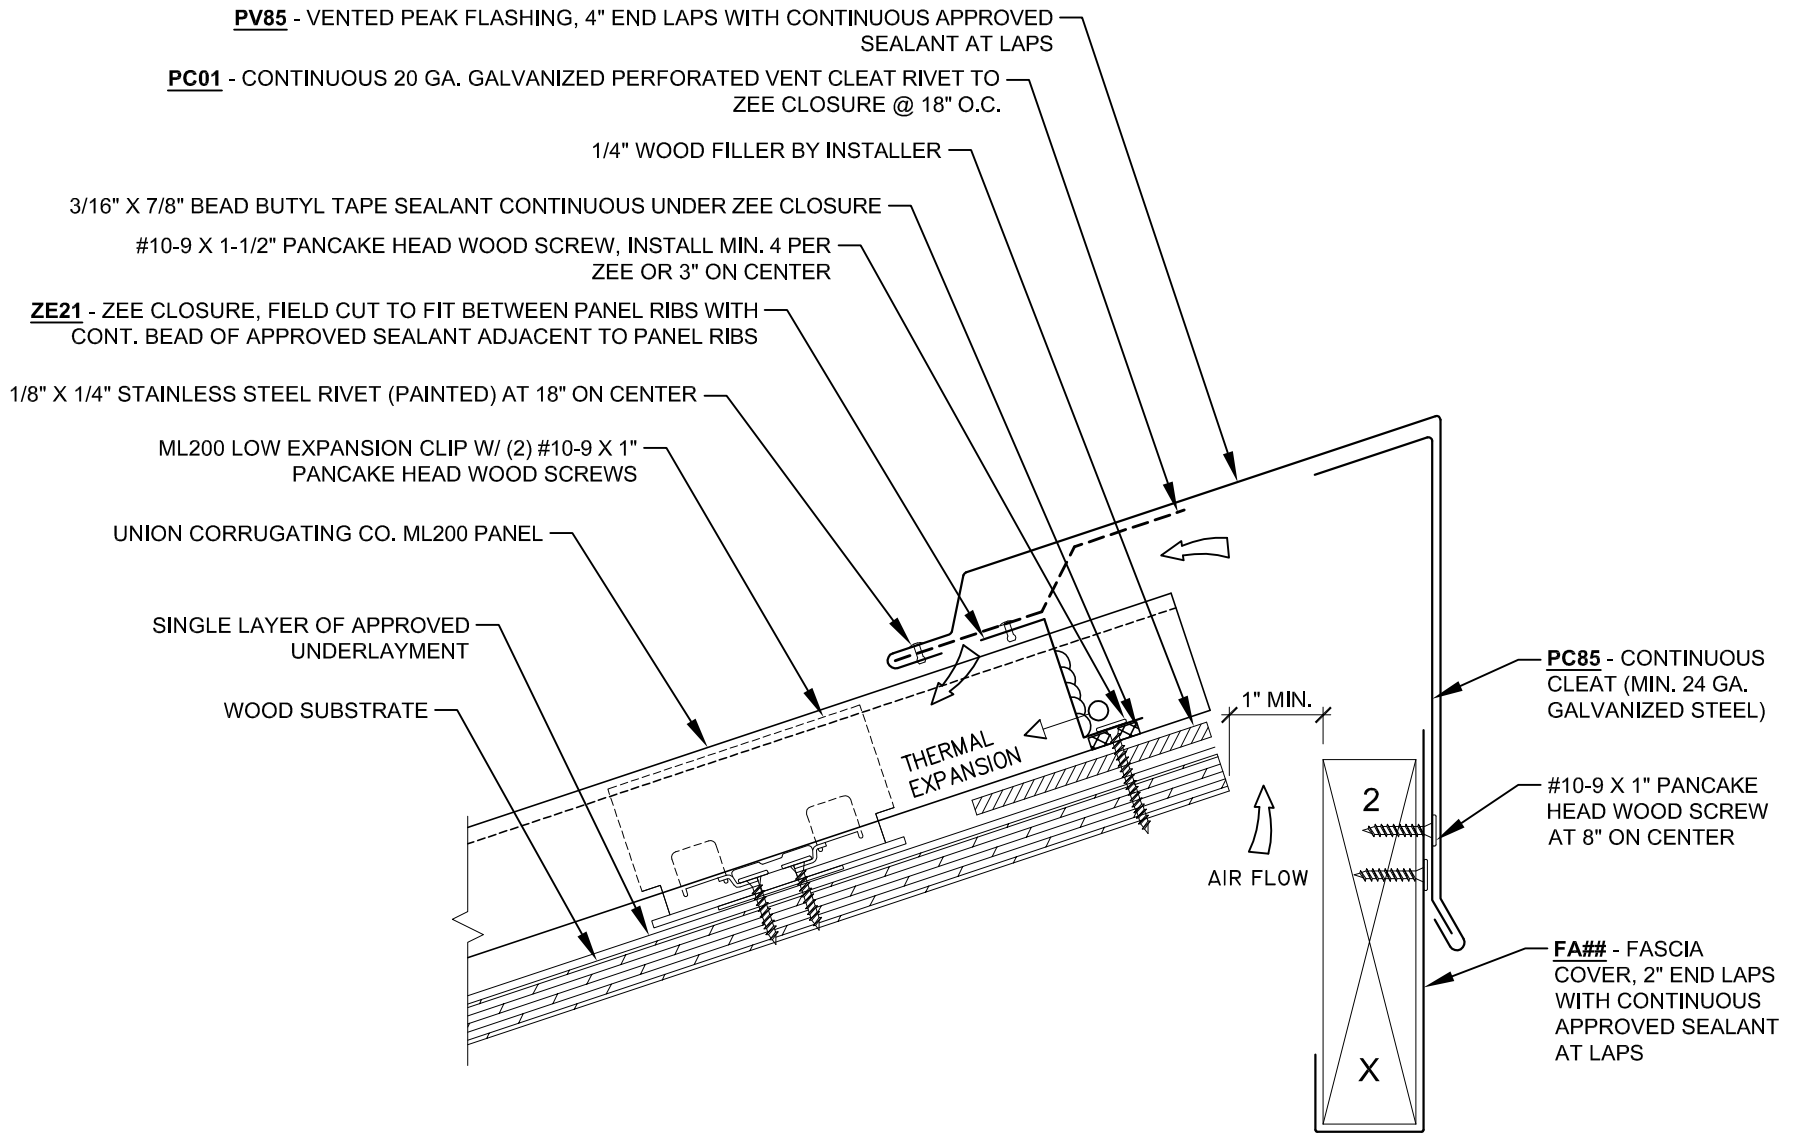 PV85 - VENTED PEAK FLASHING, 4" END LAPS WITH CONTINUOUS APPROVED
SEALANT AT LAPS
PC01 - CONTINUOUS 20 GA. GALVANIZED PERFORATED VENT CLEAT RIVET TO
ZEE CLOSURE @ 18" O.C.
1/4" WOOD FILLER BY INSTALLER
3/16" X 7/8" BEAD BUTYL TAPE SEALANT CONTINUOUS UNDER ZEE CLOSURE
#10-9 X 1-1/2" PANCAKE HEAD WOOD SCREW, INSTALL MIN. 4 PER
ZEE OR 3" ON CENTER
ZE21 - ZEE CLOSURE, FIELD CUT TO FIT BETWEEN PANEL RIBS WITH
CONT. BEAD OF APPROVED SEALANT ADJACENT TO PANEL RIBS
1/8" X 1/4" STAINLESS STEEL RIVET (PAINTED) AT 18" ON CENTER
ML200 LOW EXPANSION CLIP W/ (2) #10-9 X 1"
PANCAKE HEAD WOOD SCREWS
UNION CORRUGATING CO. ML200 PANEL
SINGLE LAYER OF APPROVED
UNDERLAYMENT
WOOD SUBSTRATE
THERMAL
EXPANSION
1" MIN.
AIR FLOW
2
X
PC85 - CONTINUOUS
CLEAT (MIN. 24 GA.
GALVANIZED STEEL)
#10-9 X 1" PANCAKE
HEAD WOOD SCREW
AT 8" ON CENTER
FA## - FASCIA
COVER, 2" END LAPS
WITH CONTINUOUS
APPROVED SEALANT
AT LAPS